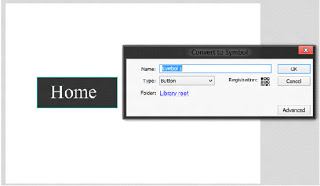 Convert to Symbol
Name: Symbol 1
OK
Type: Button
Registration:
Cancel
Folder: Library root
Advanced
Home